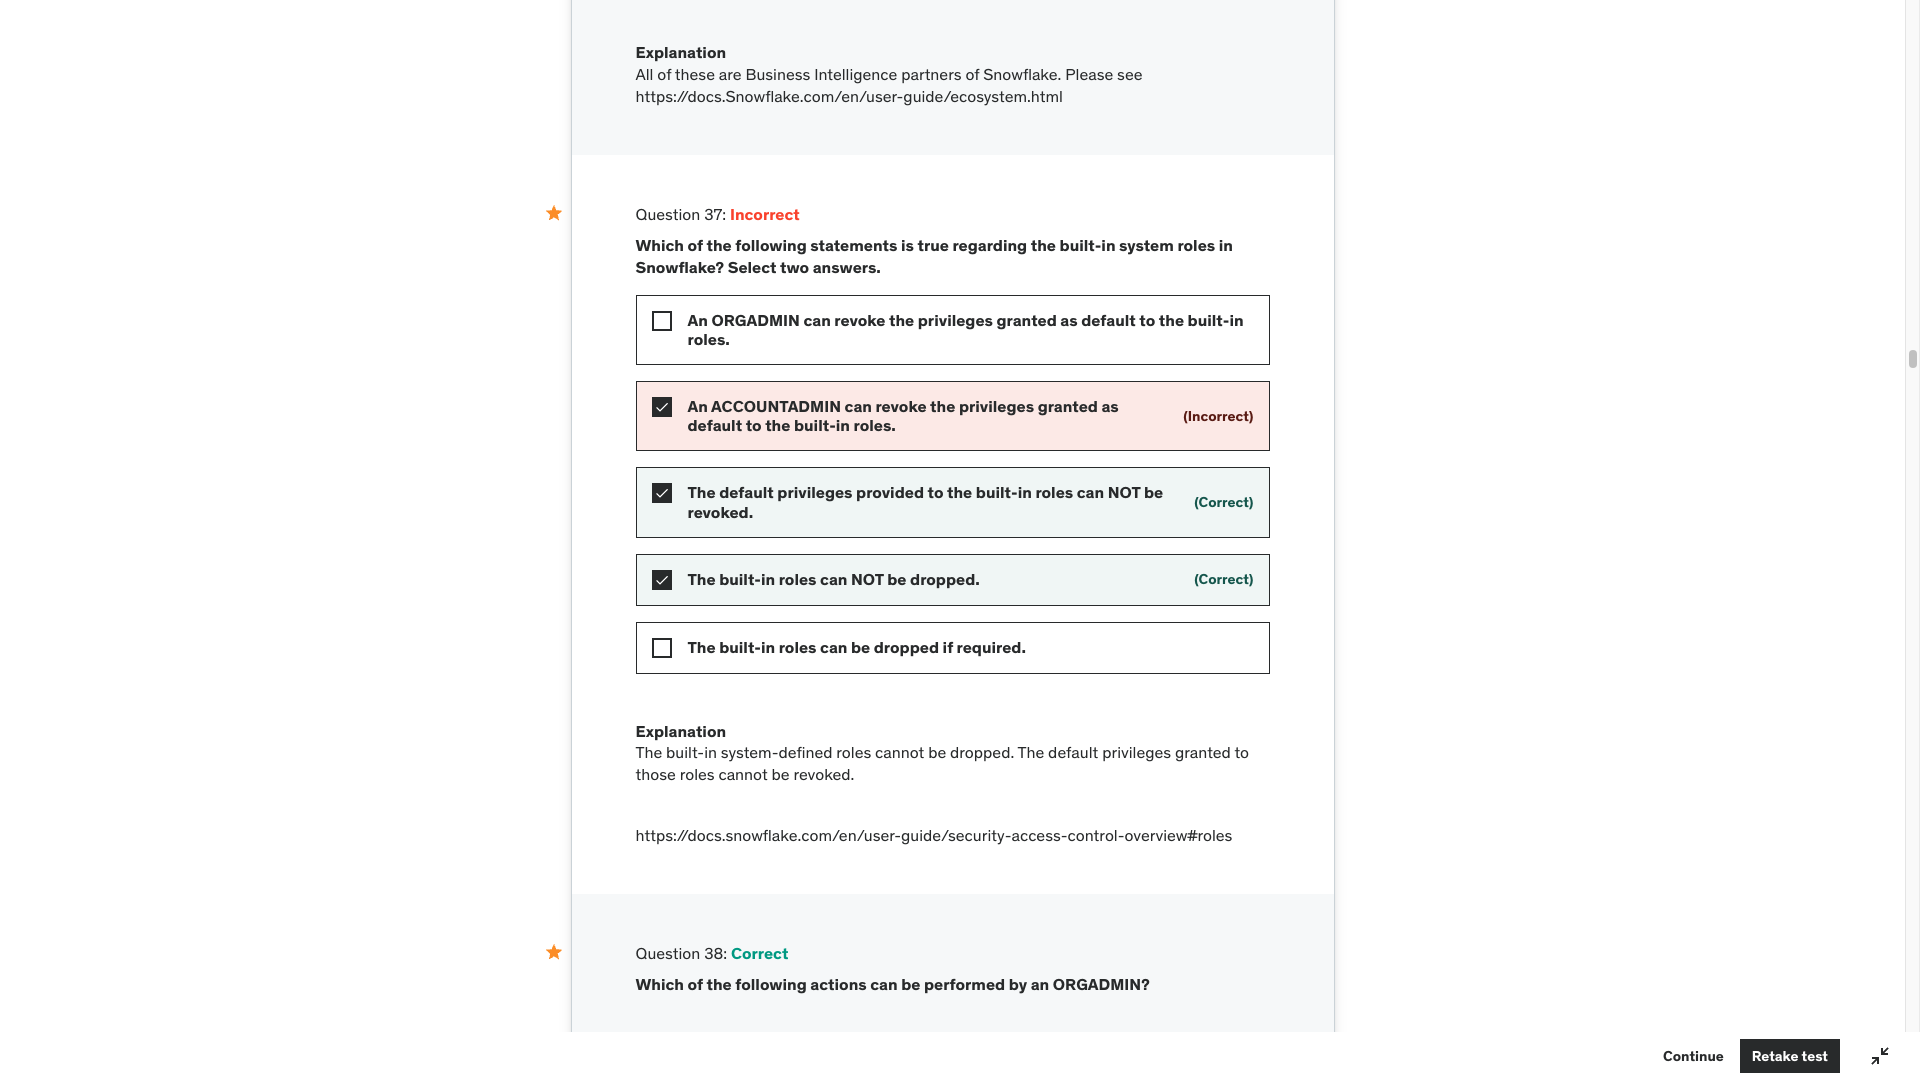 Explanation
All of these are Business Intelligence partners of Snowflake. Please see
https://docs.Snowflake.com/en/user-guide/ecosystem.html
Question 37: Incorrect
Which of the following statements is true regarding the built-in system roles in
Snowflake? Select two answers.
An ORGADMIN can revoke the privileges granted as default to the built-in
roles.
An ACCOUNTADMIN can revoke the privileges granted as
default to the built-in roles.
(Incorrect)
The default privileges provided to the built-in roles can NOT be
revoked.
(Correct)
The built-in roles can NOT be dropped.
(Correct)
The built-in roles can be dropped if required.
Explanation
The built-in system-defined roles cannot be dropped. The default privileges granted to
those roles cannot be revoked.
https://docs.snowflake.com/en/user-guide/security-access-control-overview#roles
Question 38: Correct
Which of the following actions can be performed by an ORGADMIN?
Continue
Retake test